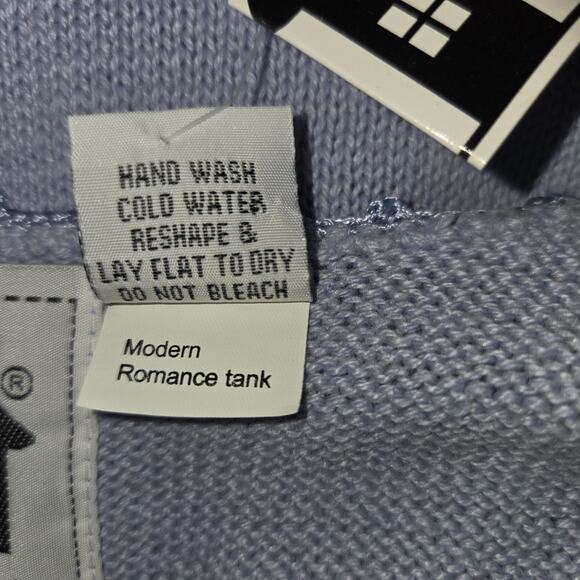 HAND WASH
COLD WATER
RESHAPE &
LAY FLAT TO DRY
DO NOT BLEACH
Modern
Romance tank
®